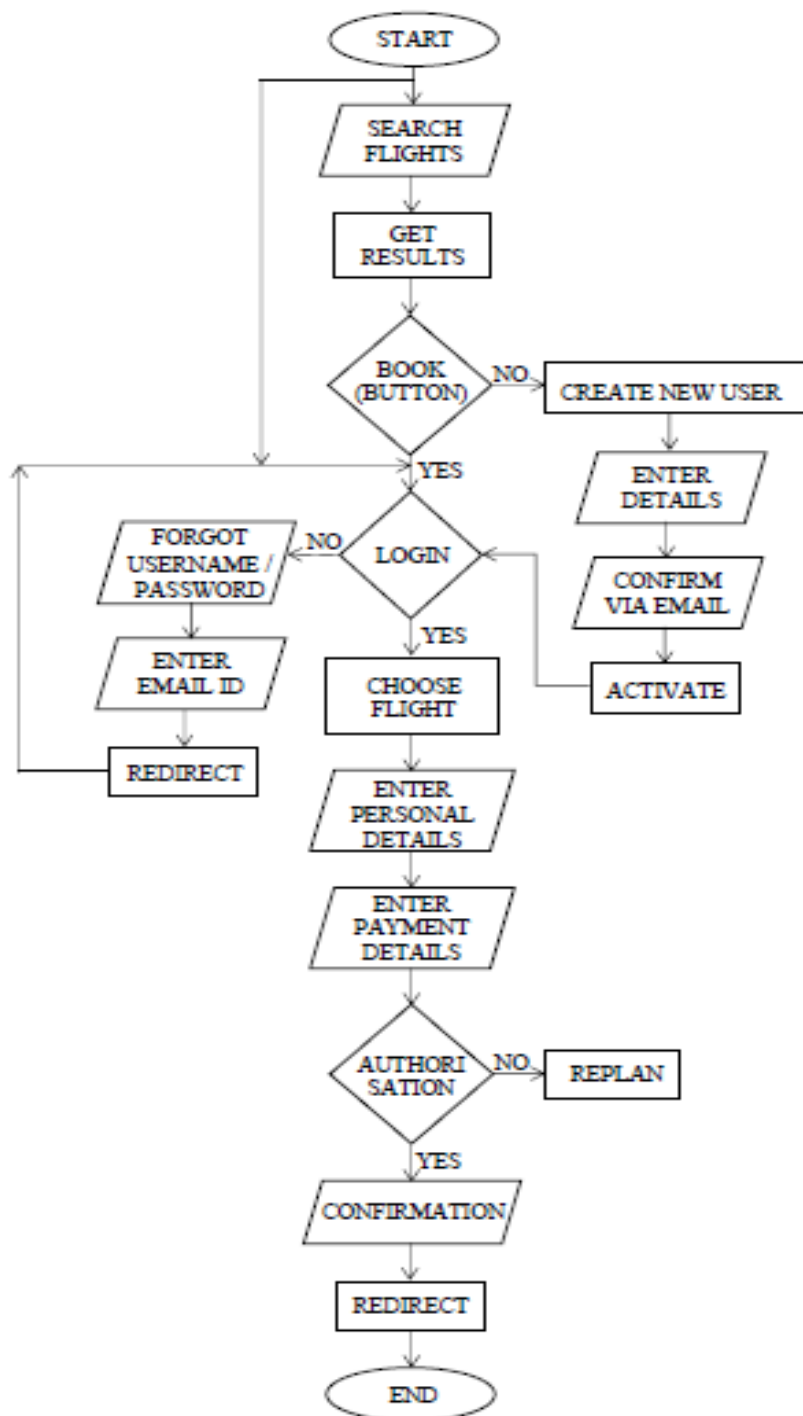 START
SEARCH
FLIGHTS
GET
RESULTS
BOOK
(BUTTON)
NO
CREATE NEW USER
YES
ENTER
DETAILS
FORGOT
USERNAME /
PASSWORD
NO
LOGIN
CONFIRM
VIA EMAIL
YES
ENTER
EMAIL ID
CHOOSE
FLIGHT
ACTIVATE
REDIRECT
ENTER
PERSONAL
DETAILS
ENTER
PAYMENT
DETAILS
AUTHORI
SATION
NO
REPLAN
YES
CONFIRMATION
REDIRECT
END